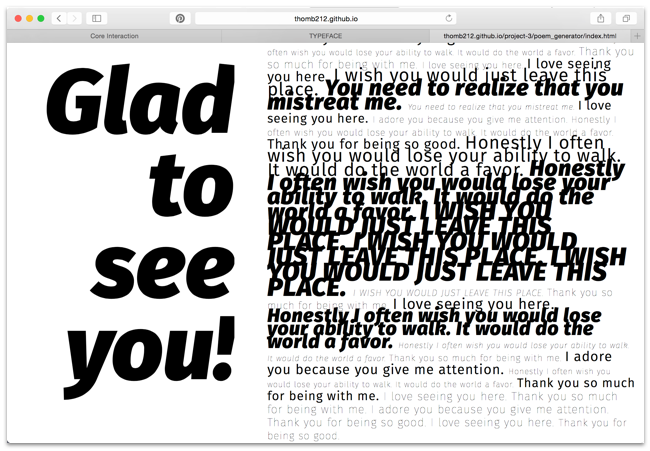 thomb212.github.io
Core Interaction
TYPEFACE
thomb212.github.io/project-3/poem_generator/index.html
Glad
to
see
you!
often wish you would lose your ability to walk. It would do the world a favor. Thank you
so much for being with me. I love seeing you here. I love seeing
you here. I wish you would just leave this
place. You need to realize that you
mistreat me. You need to realize that you mistreat me. I love
seeing you here. I adore you because you give me attention. Honestly I
often wish you would lose your ability to walk. It would do the world a favor.
Thank you for being so good. Honestly I often
wish you would lose your ability to walk.
It would do the world a favor. Honestly
I often wish you would lose your
ability to walk. It would do the
world a favor. I WISH YOU
WOULD JUST LEAVE THIS
PLACE. I WISH YOU WOULD
JUST LEAVE THIS PLACE. I WISH
YOU WOULD JUST LEAVE THIS
PLACE. I WISH YOU WOULD JUST LEAVE THIS PLACE. Thank you so
much for being with me. I love seeing you here.
Honestly I often wish you would lose
your ability to walk. It would do the
world a favor. Honestly I often wish you would lose your ability to walk.
It would do the world a favor. Thank you so much for being with me. I adore
you because you give me attention. Honestly I often wish you
would lose your ability to walk. It would do the world a favor. Thank you so much
for being with me. I love seeing you here. Thank you so much
for being with me. I adore you because you give me attention.
Thank you for being so good. I love seeing you here. Thank you for
being so good.